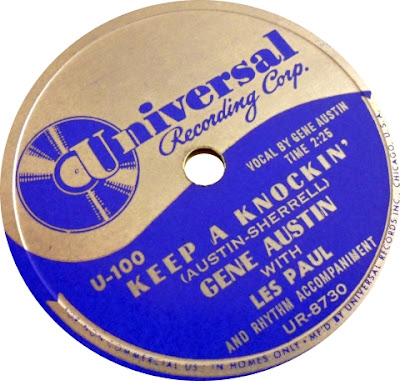 Universal
Recording Corp.
VOCAL BY GENE AUSTIN
TIME 2:25
U-100
KEEP A KNOCKIN'
(AUSTIN-SHERRELL)
GENE AUSTIN
WITH
LES PAUL
AND RHYTHM ACCOMPANIMENT
UR-8730
NON COMMERCIAL USE IN HOMES ONLY • MF'D BY UNIVERSAL RECORDS INC., CHICAGO, U.S.A.